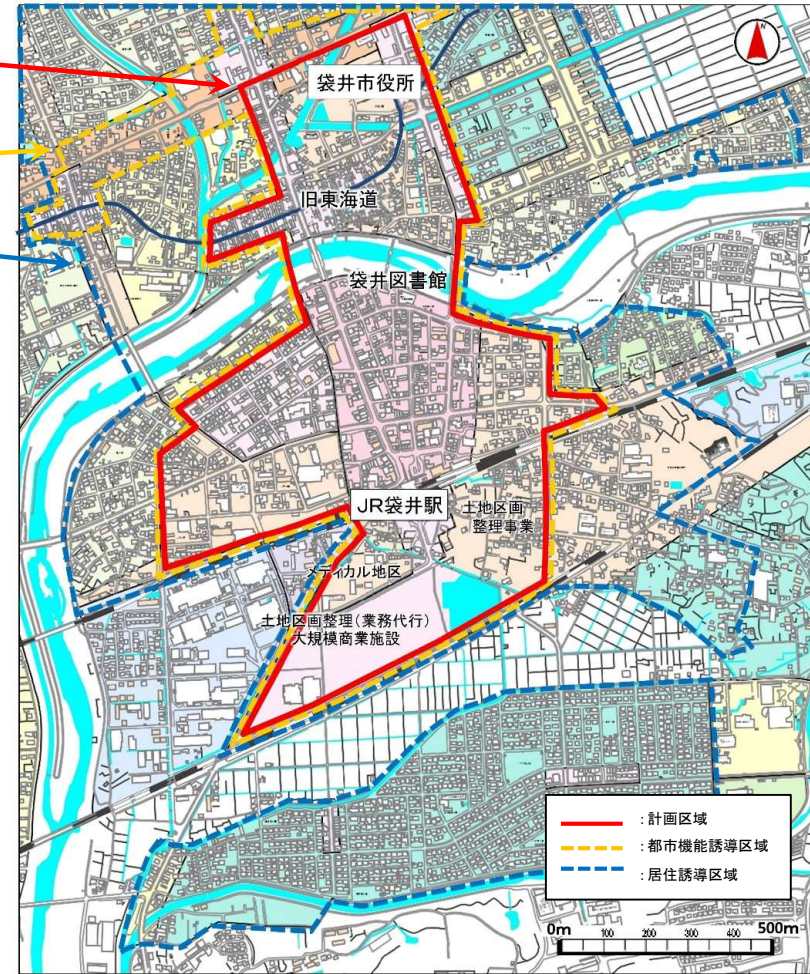 N
袋井市役所
旧東海道
袋井図書館
JR袋井駅
土地区画
整理事業
メディカル地区
土地区画整理(業務代行)
大規模商業施設
:計画区域
:都市機能誘導区域
:居住誘導区域
0m 100 200 300 400 500m